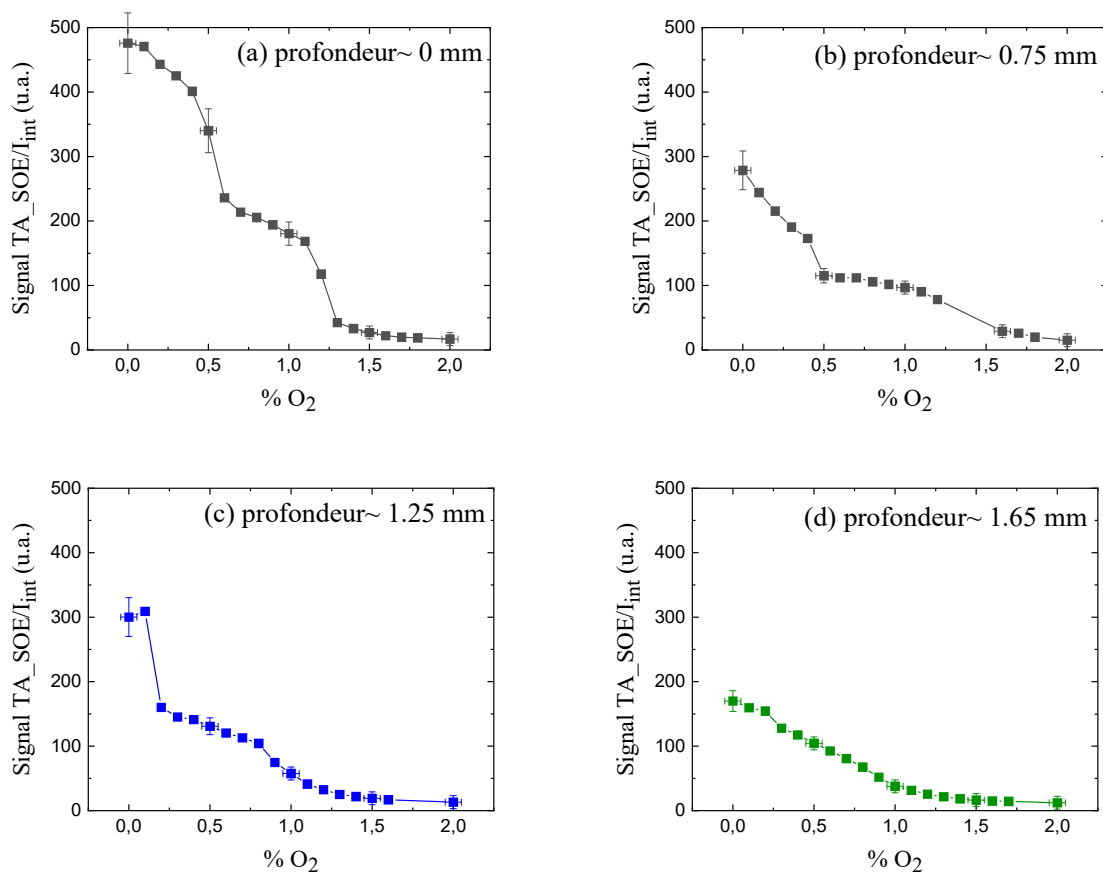 (a) profondeur~ 0 mm
Signal TA_SOE/I_int (u.a.)
500
400
300
200
100
0
0,0 0,5 1,0 1,5 2,0
% O₂
(b) profondeur~ 0.75 mm
Signal TA_SOE/I_int (u.a.)
500
400
300
200
100
0
0,0 0,5 1,0 1,5 2,0
% O₂
(c) profondeur~ 1.25 mm
Signal TA_SOE/I_int (u.a.)
500
400
300
200
100
0
0,0 0,5 1,0 1,5 2,0
% O₂
(d) profondeur~ 1.65 mm
Signal TA_SOE/I_int (u.a.)
500
400
300
200
100
0
0,0 0,5 1,0 1,5 2,0
% O₂